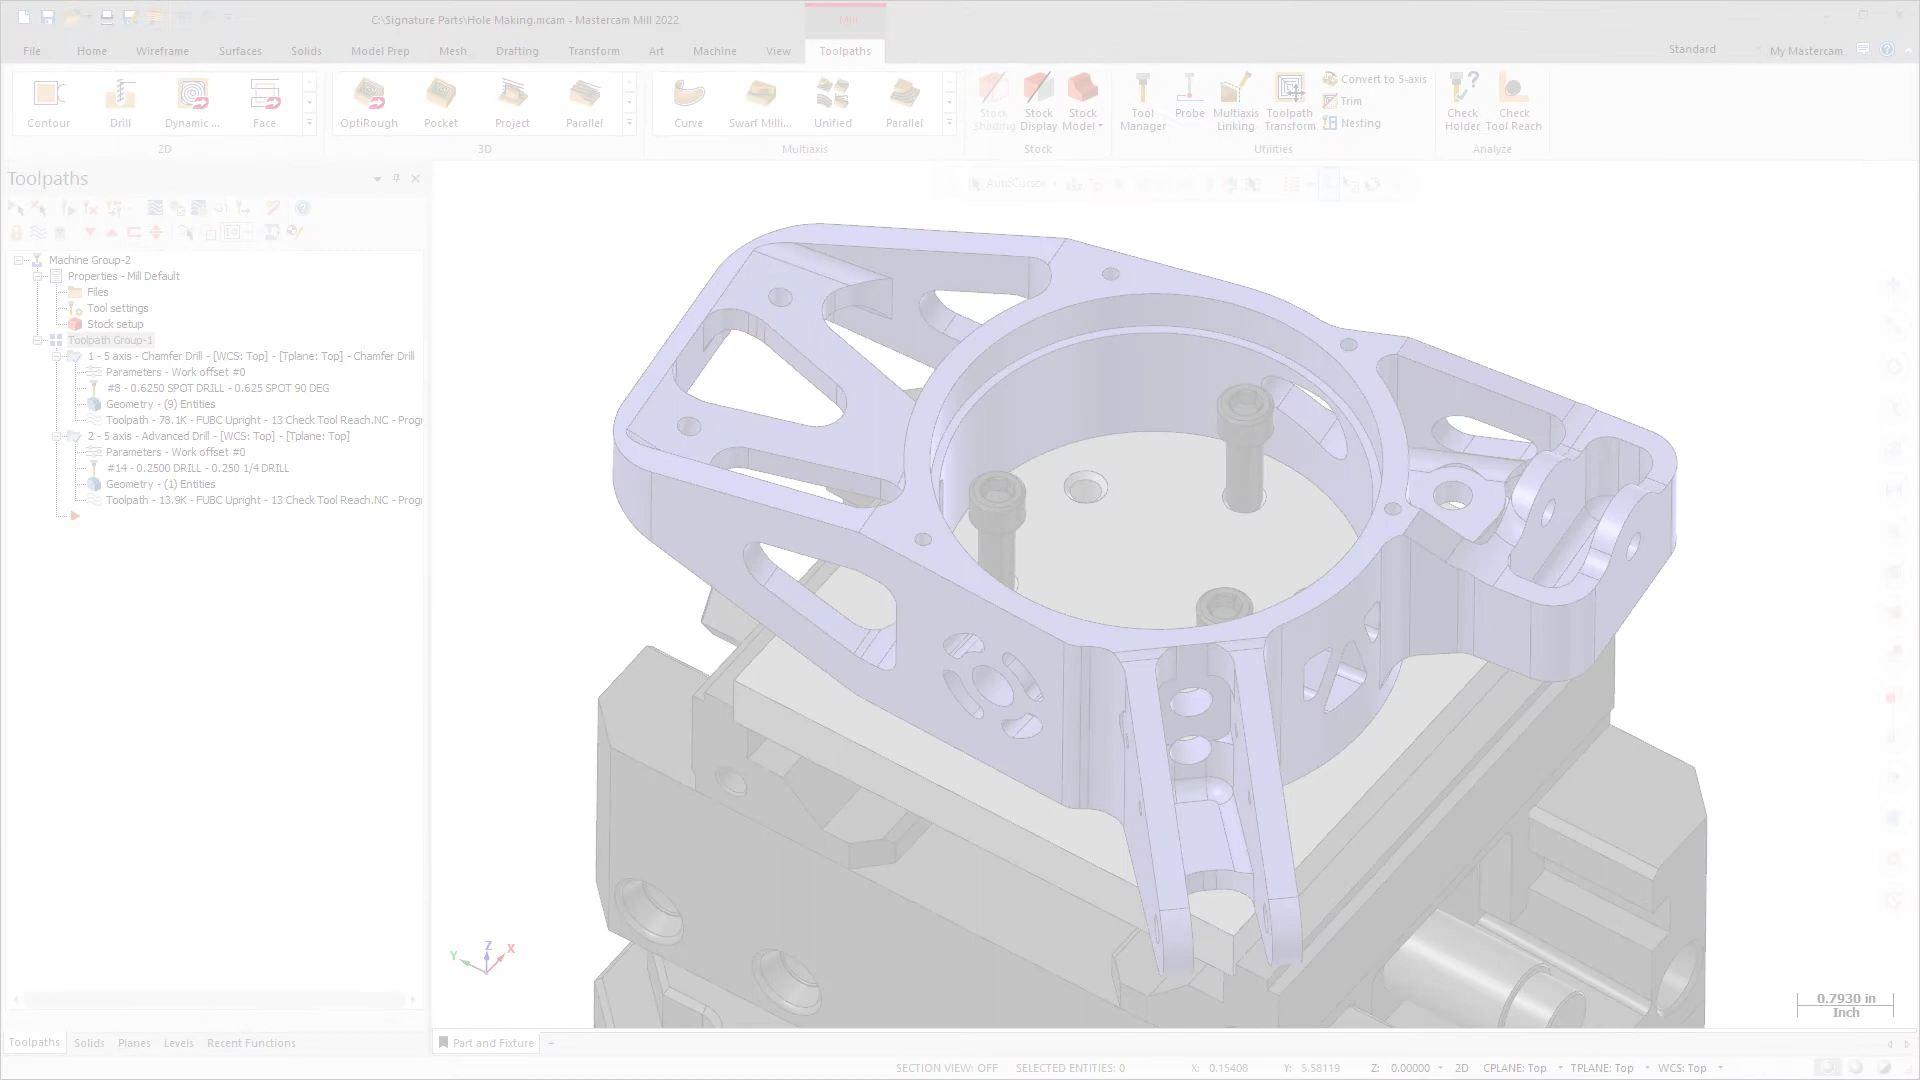 C:\Signature Parts\Hole Making.mcam - Mastercam Mill 2022
Mill
File Home Wireframe Surfaces Solids Model Prep Mesh Drafting Transform Art Machine View Toolpaths
Standard My Mastercam
Contour Drill Dynamic ... Face
2D
OptiRough Pocket Project Parallel
3D
Curve Swarf Milli... Unified Parallel
Multiaxis
Stock Shading
Stock Display
Stock Model
Stock
Tool Manager
Probe
Multiaxis Linking
Toolpath Transform
Convert to 5-axis
Trim
Nesting
Utilities
Check Holder
Check Tool Reach
Analyze
Toolpaths
AutoCursor
Machine Group-2
Properties - Mill Default
Files
Tool settings
Stock setup
Toolpath Group-1
1 - 5 axis - Chamfer Drill - [WCS: Top] - [Tplane: Top] - Chamfer Drill
Parameters - Work offset #0
#8 - 0.6250 SPOT DRILL - 0.625 SPOT 90 DEG
Geometry - (9) Entities
Toolpath - 78.1K - FUBC Upright - 13 Check Tool Reach.NC - Progr
2 - 5 axis - Advanced Drill - [WCS: Top] - [Tplane: Top]
Parameters - Work offset #0
#14 - 0.2500 DRILL - 0.250 1/4 DRILL
Geometry - (1) Entities
Toolpath - 13.9K - FUBC Upright - 13 Check Tool Reach.NC - Progr
Z
Y X
0.7930 in
Inch
Toolpaths Solids Planes Levels Recent Functions
Part and Fixture +
SECTION VIEW: OFF SELECTED ENTITIES: 0 X: 0.15408 Y: 5.58119 Z: 0.00000 2D CPLANE: Top TPLANE: Top WCS: Top